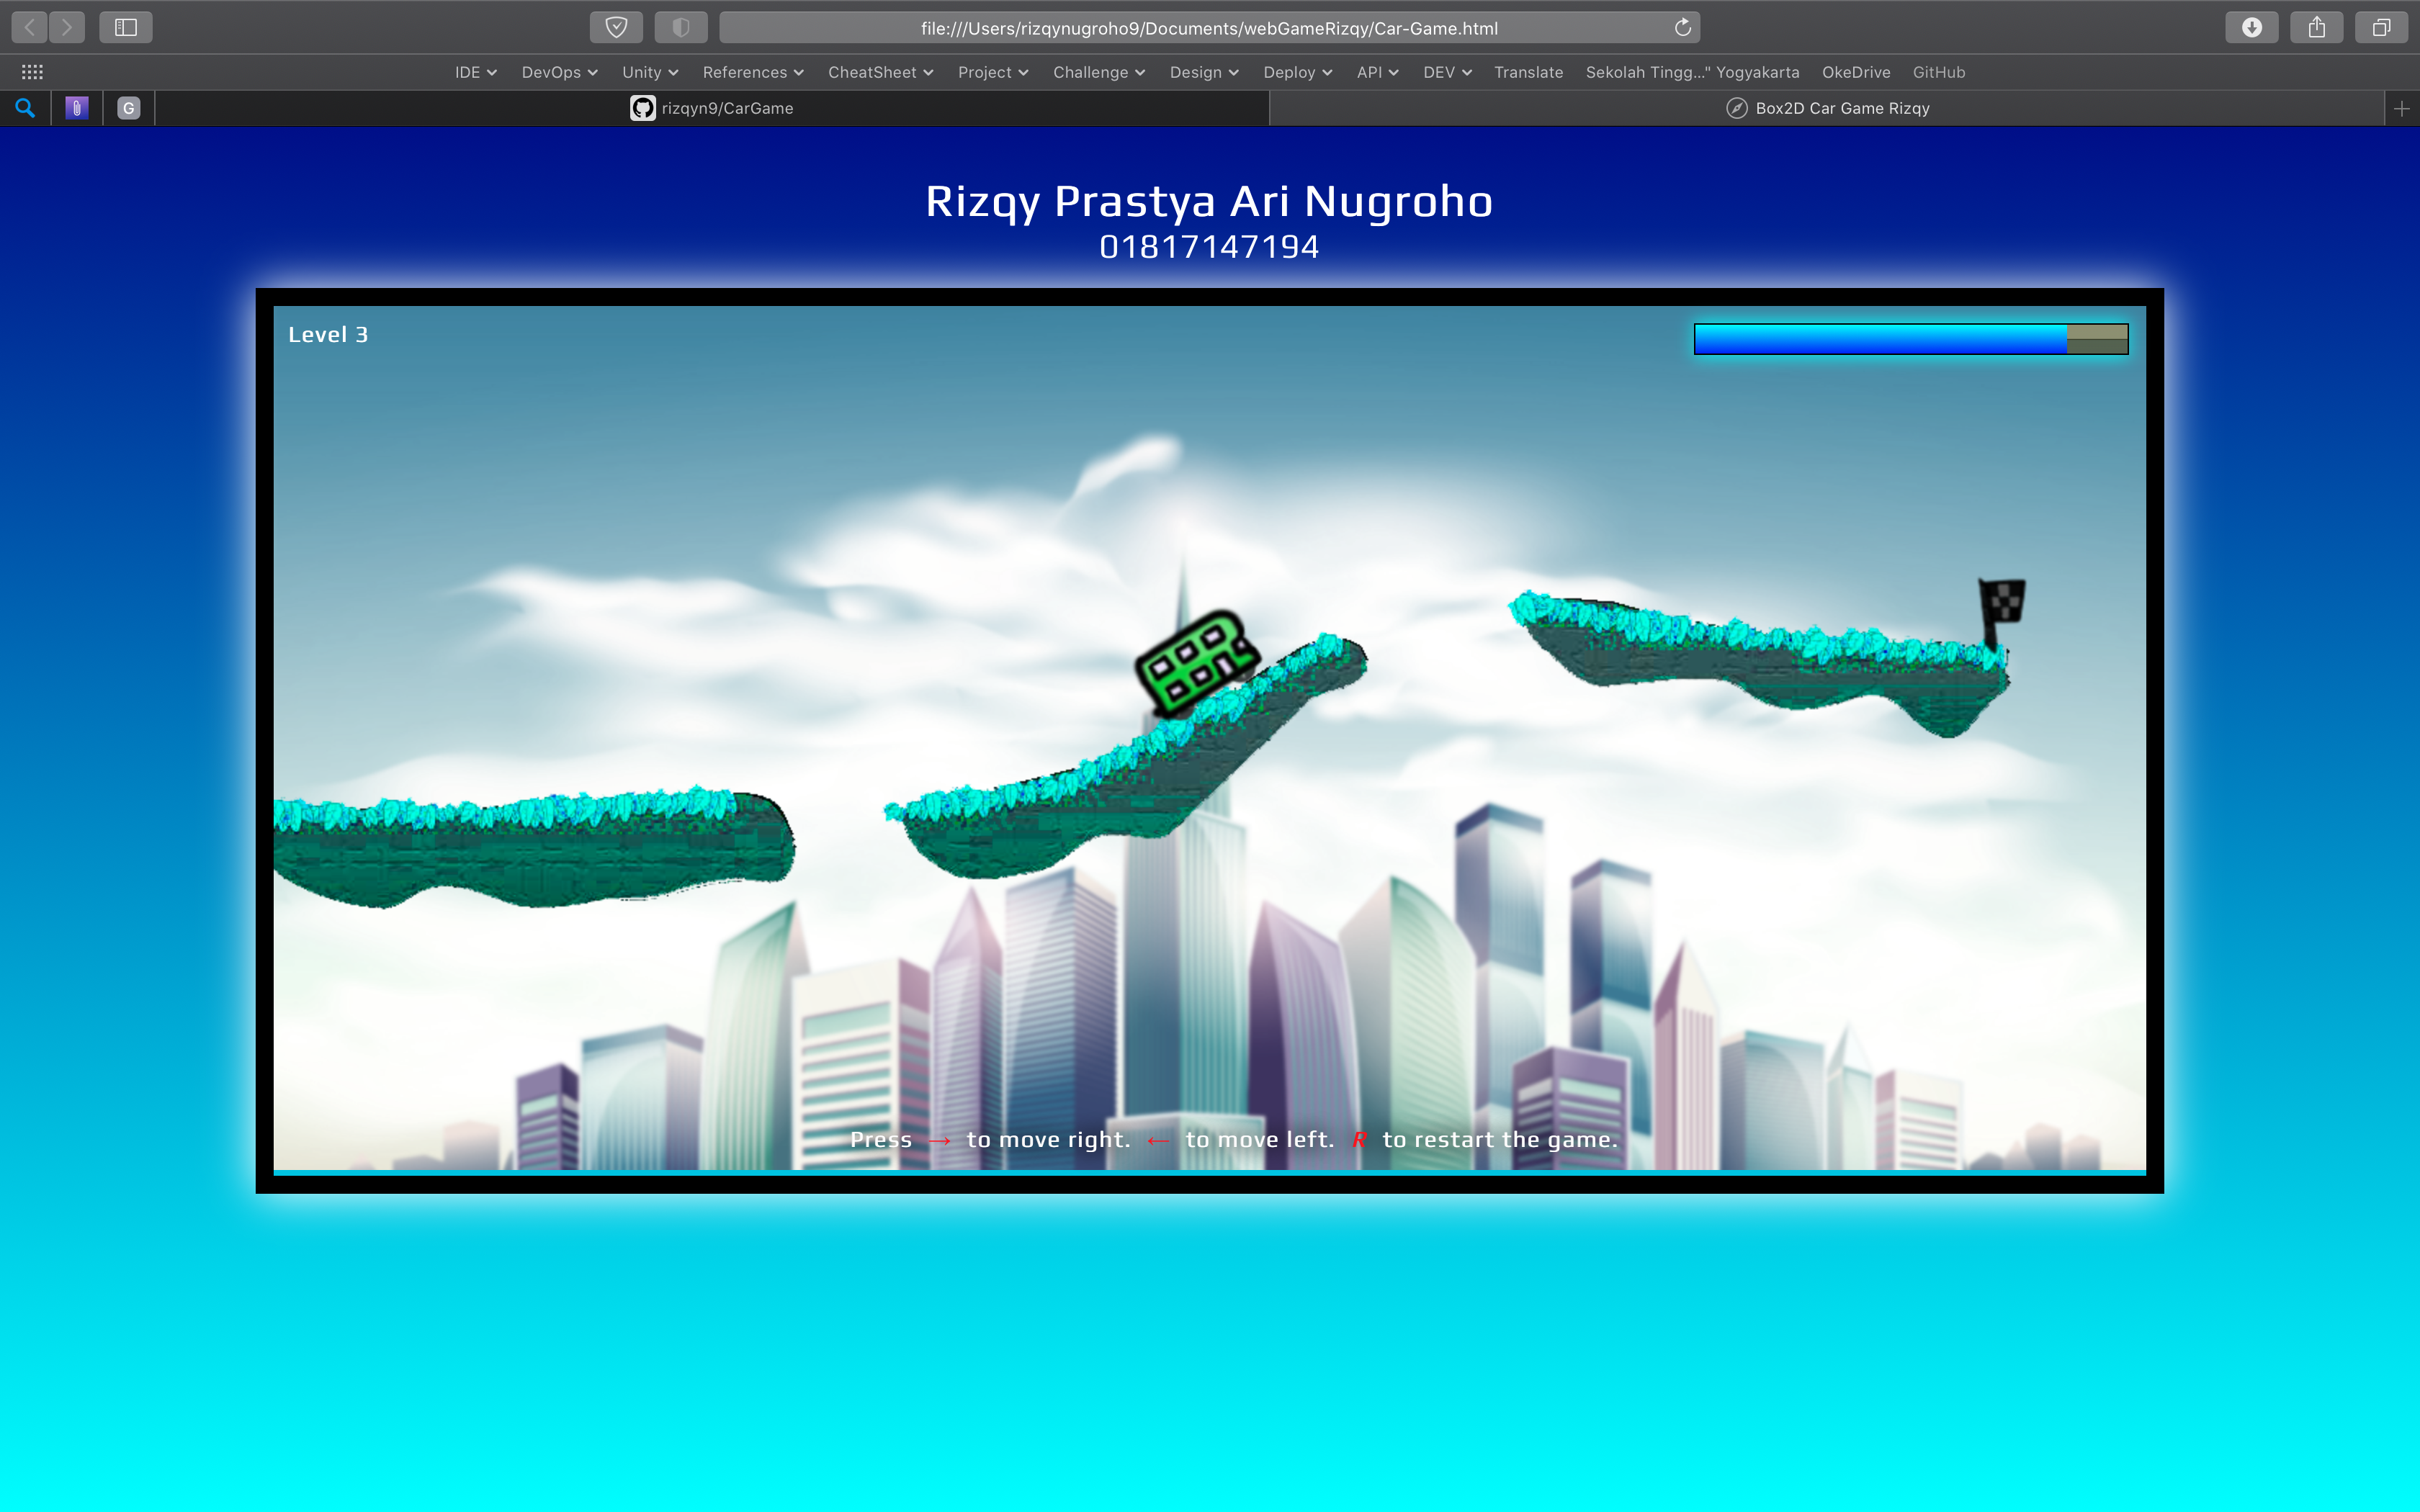 file:///Users/rizqynugroho9/Documents/webGameRizqy/Car-Game.html
IDE DevOps Unity References CheatSheet Project Challenge Design Deploy API DEV Translate Sekolah Tingg..." Yogyakarta OkeDrive GitHub
G rizqyn9/CarGame Box2D Car Game Rizqy
Rizqy Prastya Ari Nugroho
01817147194
Level 3
Press → to move right. ← to move left. R to restart the game.